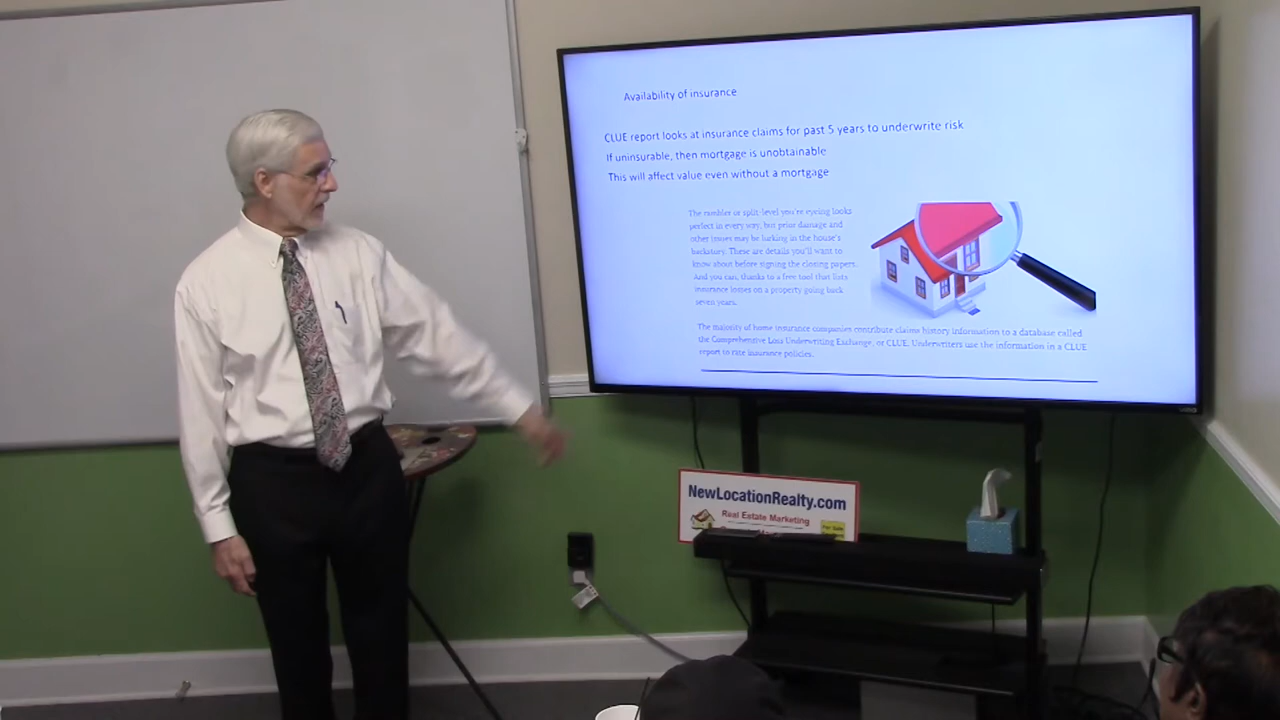 Availability of insurance
CLUE report looks at insurance claims for past 5 years to underwrite risk
If uninsurable, then mortgage is unobtainable
This will affect value even without a mortgage
The rambler or split-level you're eyeing looks
perfect in every way, but prior damage and
other issues may be lurking in the house's
backstory. These are details you'll want to
know about before signing the closing papers.
And you can, thanks to a free tool that lists
insurance losses on a property going back
seven years.
The majority of home insurance companies contribute claims history information to a database called
the Comprehensive Loss Underwriting Exchange, or CLUE. Underwriters use the information in a CLUE
report to rate insurance policies.
VIZIO
NewLocationRealty.com
Real Estate Marketing
For Sale